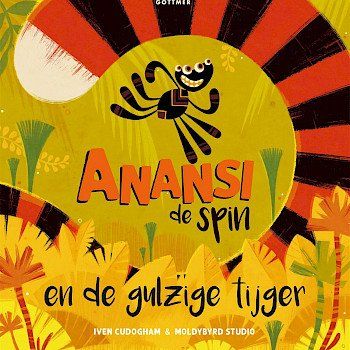 GOTTMER
ANANSI
de spin
en de gulzige tijger
IVEN CUDOGHAM & MOLDYBYRD STUDIO